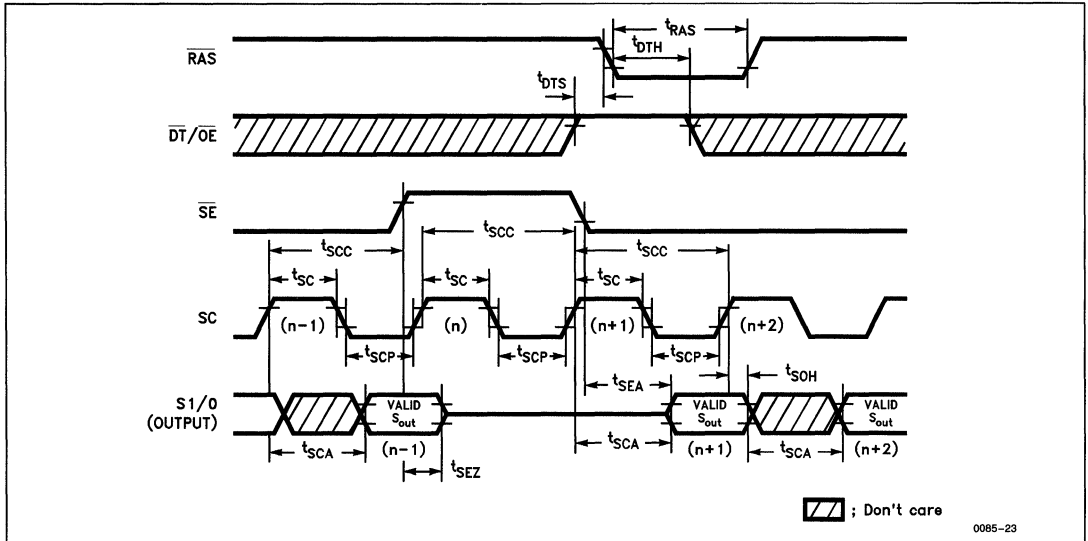 tRAS
RAS
tDTH
tDTS
DT/OE
SE
tSCC
tSCC
tSCC
tSC
tSC
tSC
SC
(n-1)
(n)
(n+1)
(n+2)
tSCP
tSCP
tSCP
tSEA
tSOH
S1/0
(OUTPUT)
VALID
Sout
VALID
Sout
VALID
Sout
tSCA
(n-1)
tSCA
(n+1)
tSCA
(n+2)
tSEZ
; Don't care
0085-23